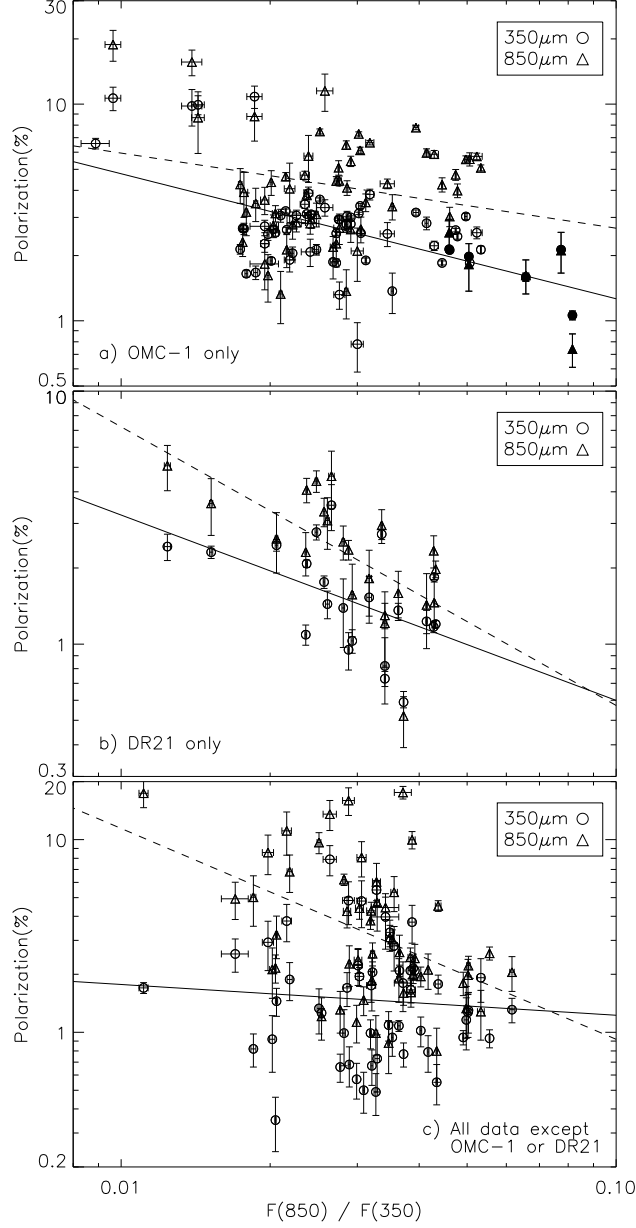 30
10
1
0.5
Polarization(%)
350μm ○
850μm △
a) OMC-1 only
10
1
0.3
Polarization(%)
350μm ○
850μm △
b) DR21 only
20
10
1
0.2
Polarization(%)
350μm ○
850μm △
c) All data except
OMC-1 or DR21
0.01
0.10
F(850) / F(350)